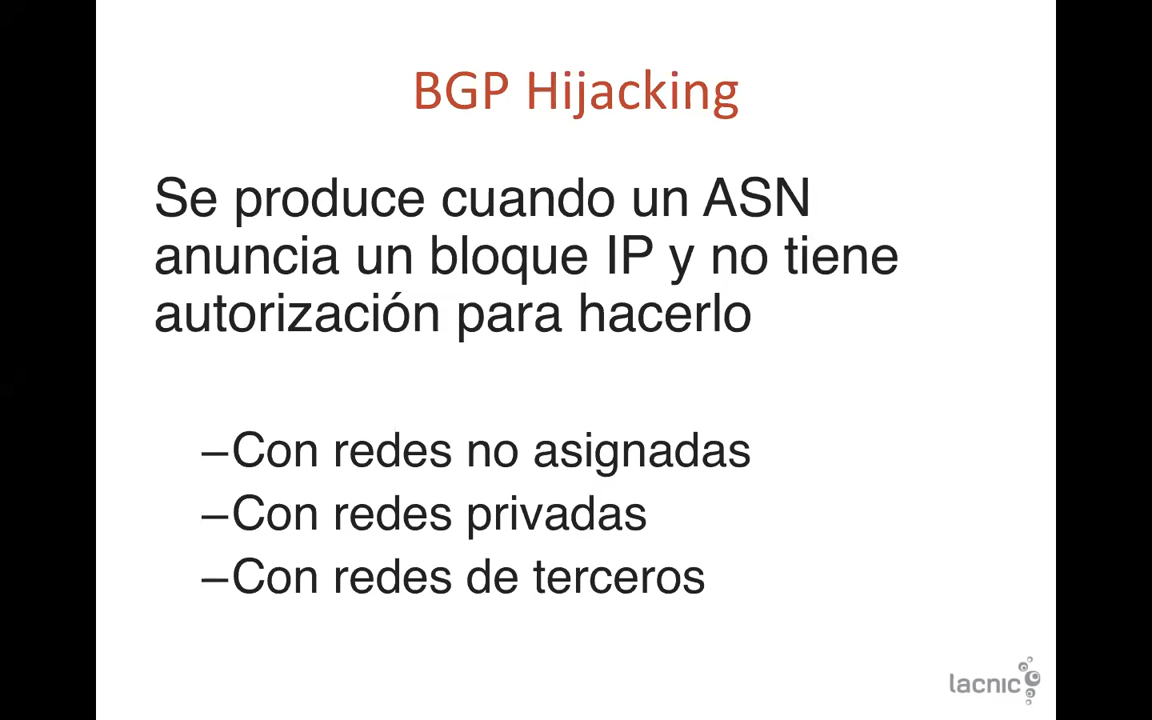 BGP Hijacking
Se produce cuando un ASN
anuncia un bloque IP y no tiene
autorización para hacerlo
–Con redes no asignadas
–Con redes privadas
–Con redes de terceros
lacnic